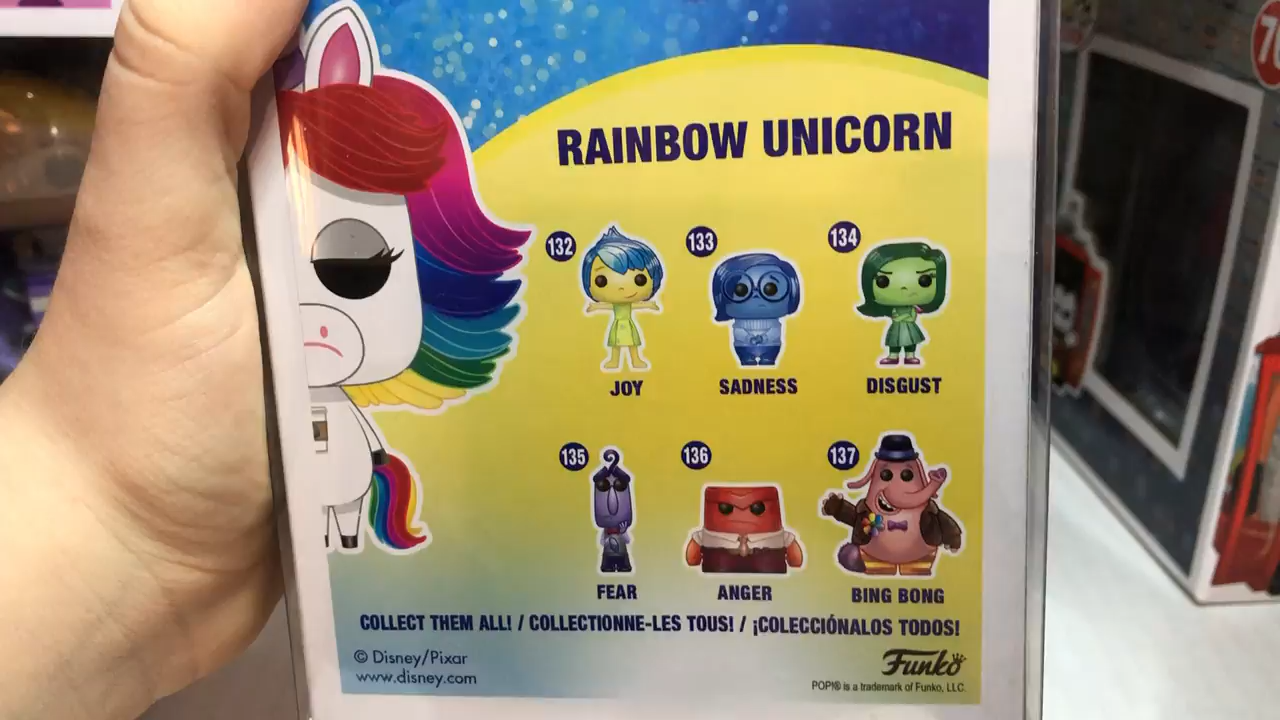 RAINBOW UNICORN
132
133
134
JOY
SADNESS
DISGUST
135
136
137
FEAR
ANGER
BING BONG
COLLECT THEM ALL! / COLLECTIONNE-LES TOUS! / ¡COLECCIÓNALOS TODOS!
© Disney/Pixar
www.disney.com
Funko
POP!® is a trademark of Funko, LLC.